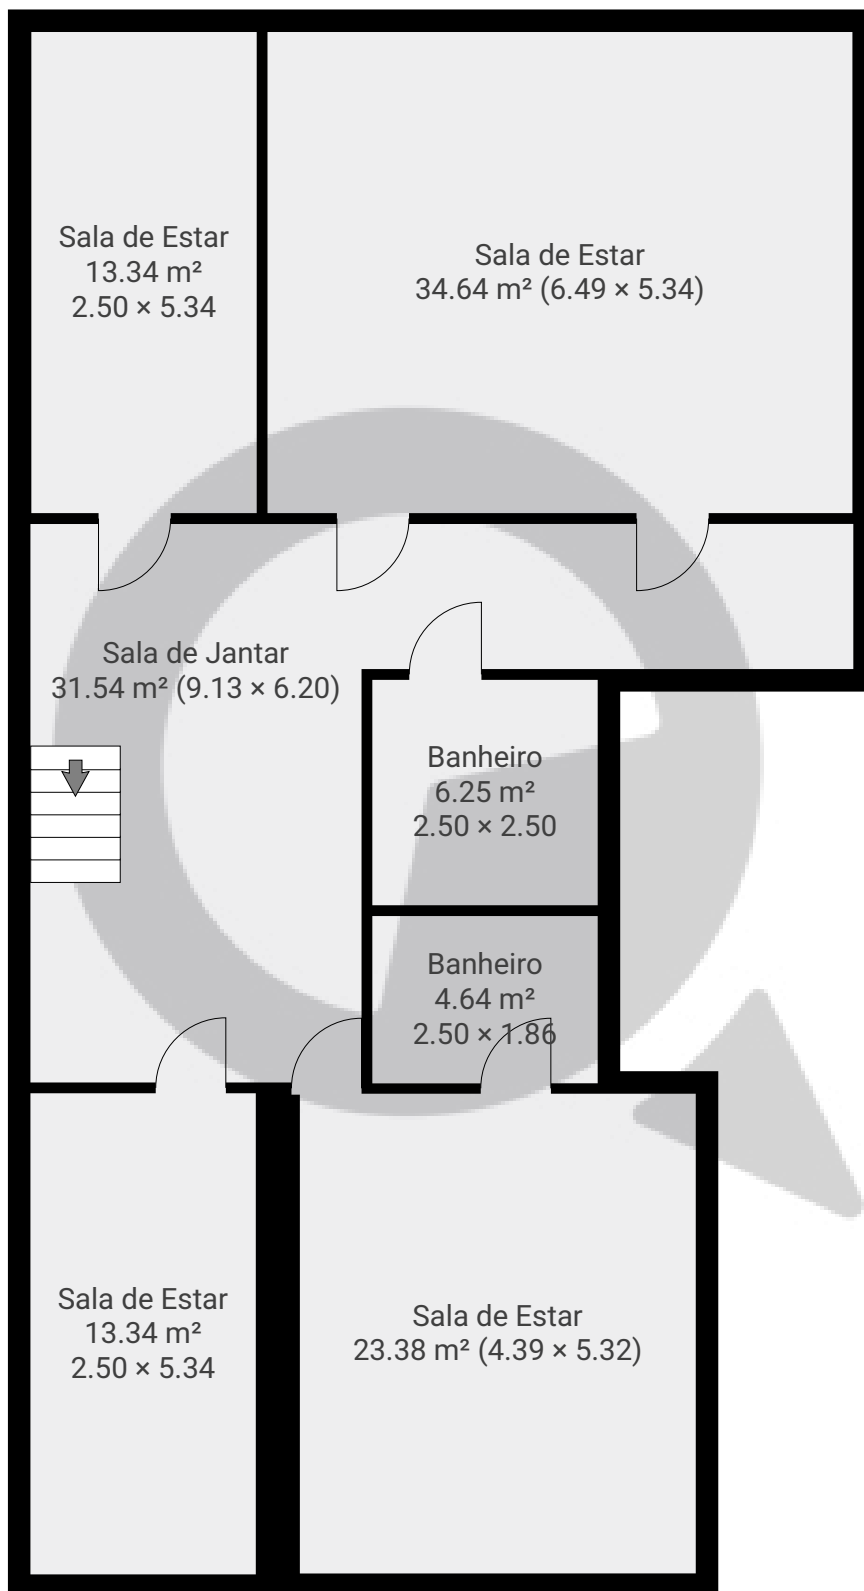 Sala de Estar
13.34 m²
2.50 × 5.34
Sala de Estar
34.64 m² (6.49 × 5.34)
Sala de Jantar
31.54 m² (9.13 × 6.20)
Banheiro
6.25 m²
2.50 × 2.50
Banheiro
4.64 m²
2.50 × 1.86
Sala de Estar
13.34 m²
2.50 × 5.34
Sala de Estar
23.38 m² (4.39 × 5.32)